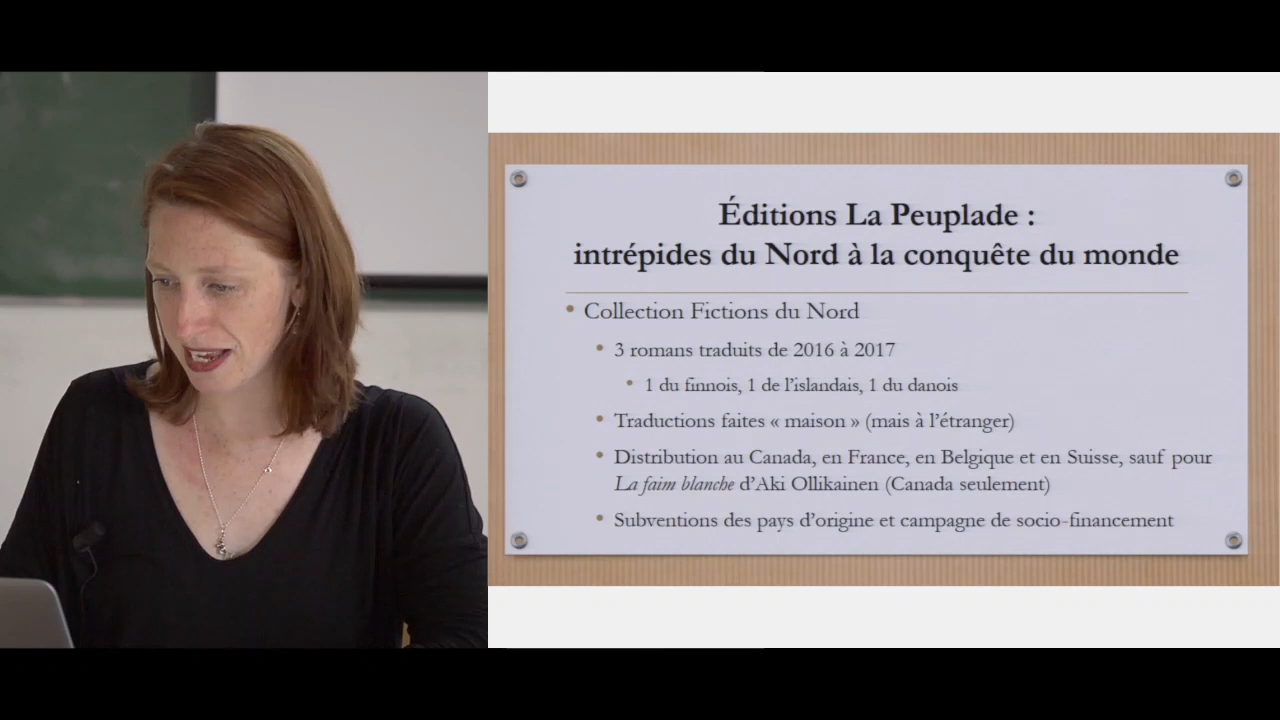 Éditions La Peuplade :
intrépides du Nord à la conquête du monde
• Collection Fictions du Nord
• 3 romans traduits de 2016 à 2017
• 1 du finnois, 1 de l'islandais, 1 du danois
• Traductions faites « maison » (mais à l'étranger)
• Distribution au Canada, en France, en Belgique et en Suisse, sauf pour
La faim blanche d'Aki Ollikainen (Canada seulement)
• Subventions des pays d'origine et campagne de socio-financement